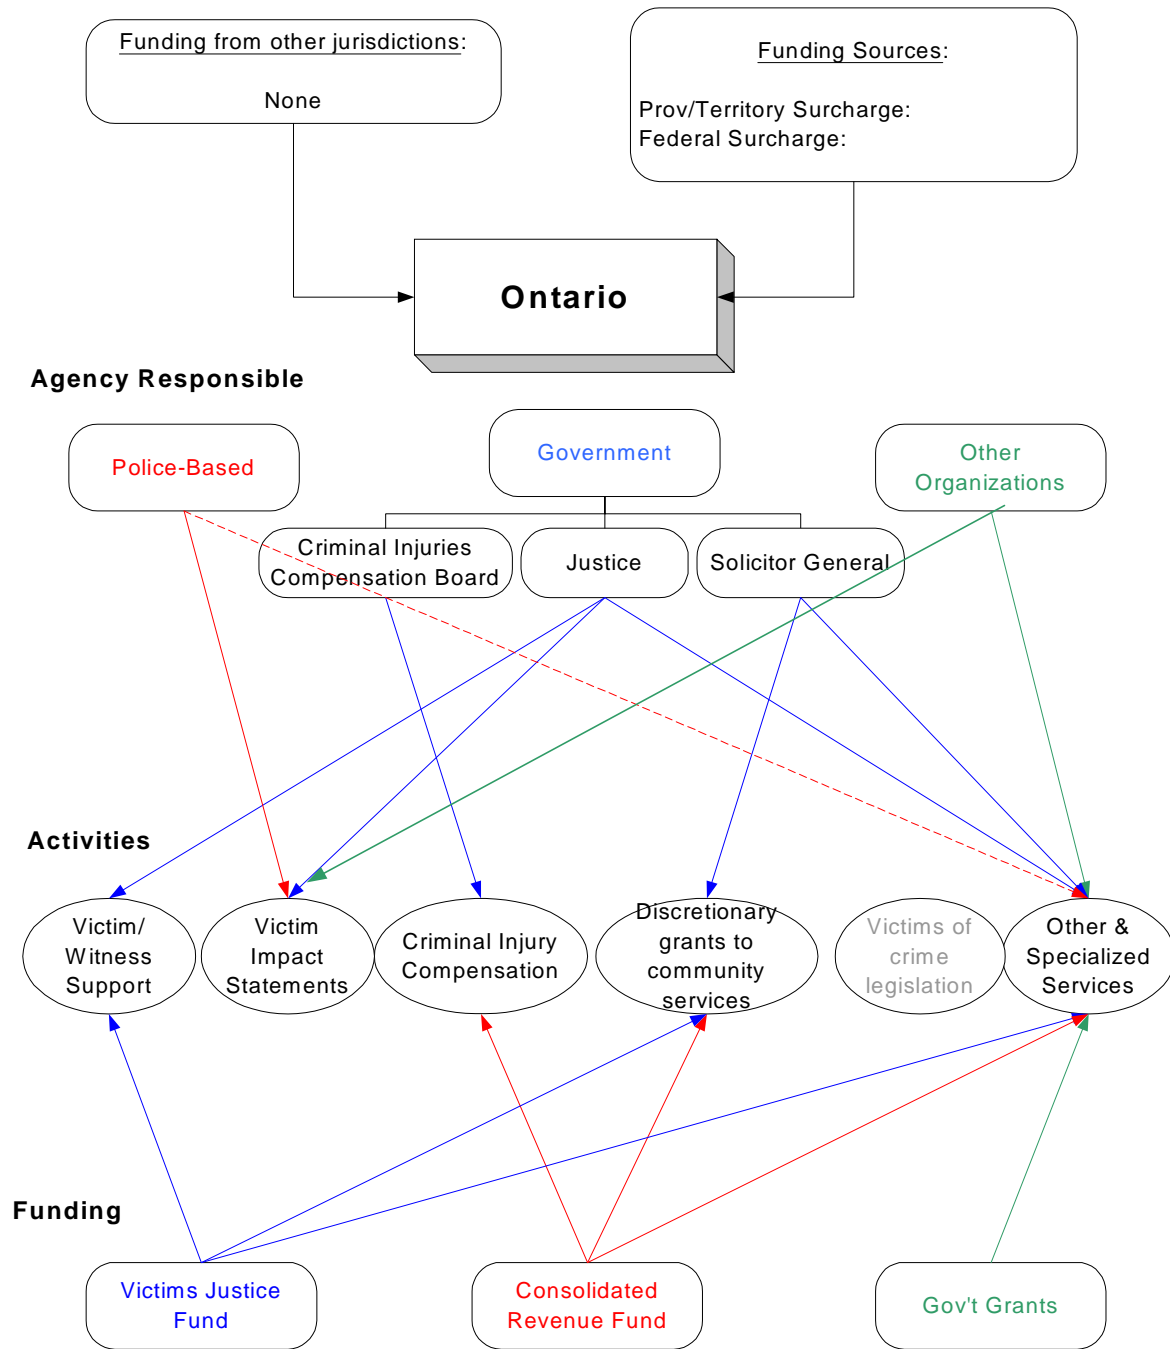 Funding from other jurisdictions:
None
Funding Sources:
Prov/Territory Surcharge:
Federal Surcharge:
Ontario
Agency Responsible
Police-Based
Government
Other
Organizations
Criminal Injuries
Compensation Board
Justice
Solicitor General
Activities
Victim/
Witness
Support
Victim
Impact
Statements
Criminal Injury
Compensation
Discretionary
grants to
community
services
Victims of
crime
legislation
Other &
Specialized
Services
Funding
Victims Justice
Fund
Consolidated
Revenue Fund
Gov't Grants